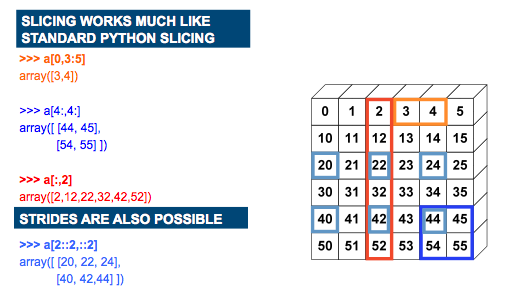 SLICING WORKS MUCH LIKE
STANDARD PYTHON SLICING
>>> a[0,3:5]
array([3,4])
>>> a[4:,4:]
array([ [44, 45],
[54, 55] ])
>>> a[:,2]
array([2,12,22,32,42,52])
STRIDES ARE ALSO POSSIBLE
>>> a[2::2,::2]
array([ [20, 22, 24],
[40, 42,44] ])
0 1 2 3 4 5
10 11 12 13 14 15
20 21 22 23 24 25
30 31 32 33 34 35
40 41 42 43 44 45
50 51 52 53 54 55